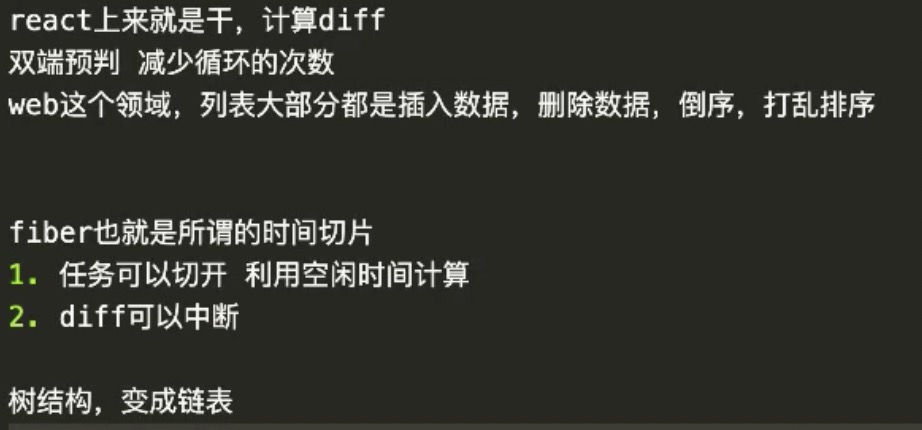 react上来就是干，计算diff
双端预判 减少循环的次数
web这个领域，列表大部分都是插入数据，删除数据，倒序，打乱排序
fiber也就是所谓的时间切片
1. 任务可以切开 利用空闲时间计算
2. diff可以中断
树结构，变成链表